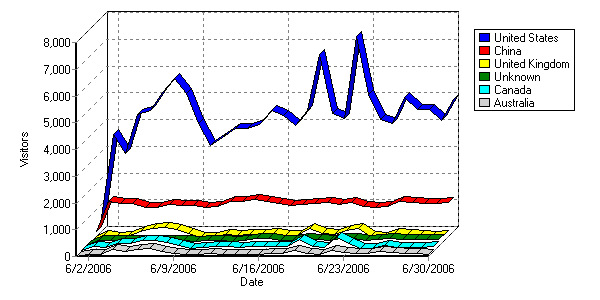 8,000
7,000
6,000
5,000
4,000
3,000
2,000
1,000
0
Visitors
6/2/2006 6/9/2006 6/16/2006 6/23/2006 6/30/2006
Date
United States
China
United Kingdom
Unknown
Canada
Australia